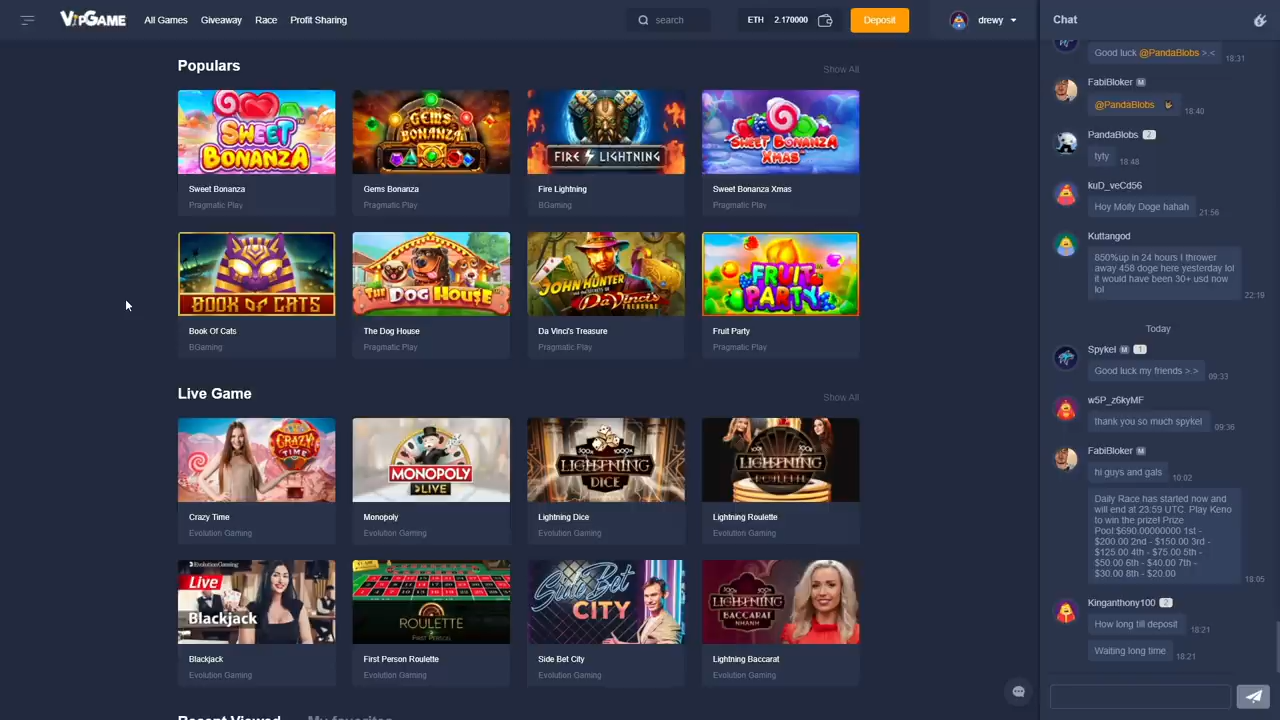 VIPGAME
All Games
Giveaway
Race
Profit Sharing
search
ETH 2.170000
Deposit
drewy
Populars
Show All
SWEET
BONANZA
GEMS
BONANZA
FIRE LIGHTNING
SWEET BONANZA
XMAS
Sweet Bonanza
Pragmatic Play
Gems Bonanza
Pragmatic Play
Fire Lightning
BGaming
Sweet Bonanza Xmas
Pragmatic Play
BOOK OF CATS
THE DOG HOUSE
JOHN HUNTER
AND THE SECRETS OF
DaVinci's
TREASURE
FRUIT
PARTY
Book Of Cats
BGaming
The Dog House
Pragmatic Play
Da Vinci's Treasure
Pragmatic Play
Fruit Party
Pragmatic Play
Live Game
Show All
CRAZY
TIME
MONOPOLY
LIVE
LIGHTNING
DICE
LIGHTNING
ROULETTE
Crazy Time
Evolution Gaming
Monopoly
Evolution Gaming
Lightning Dice
Evolution Gaming
Lightning Roulette
Evolution Gaming
Evolution Gaming
Live
Blackjack
ROULETTE
FIRST PERSON
Side Bet
CITY
LIGHTNING
BACCARAT
NHANH
Blackjack
Evolution Gaming
First Person Roulette
Evolution Gaming
Side Bet City
Evolution Gaming
Lightning Baccarat
Evolution Gaming
Recent Viewed
My favorites
Chat
Good luck @PandaBlobs >.<
18:31
FabiBloker M
@PandaBlobs
18:40
PandaBlobs 2
tyty
18:48
kuD_veCd56
Hoy Molly Doge hahah
21:56
Kuttangod
850%up in 24 hours I thrower
away 458 doge here yesterday lol
it would have been 30+ usd now
lol
22:19
Today
Spykel M 1
Good luck my friends >.>
09:33
w5P_z6kyMF
thank you so much spykel
09:36
FabiBloker M
hi guys and gals
10:02
Daily Race has started now and
will end at 23:59 UTC. Play Keno
to win the prize! Prize
Pool:$690.00000000 1st -
$200.00 2nd - $150.00 3rd -
$125.00 4th - $75.00 5th -
$50.00 6th - $40.00 7th -
$30.00 8th - $20.00
18:05
Kinganthony100 2
How long till deposit
18:21
Waiting long time
18:21